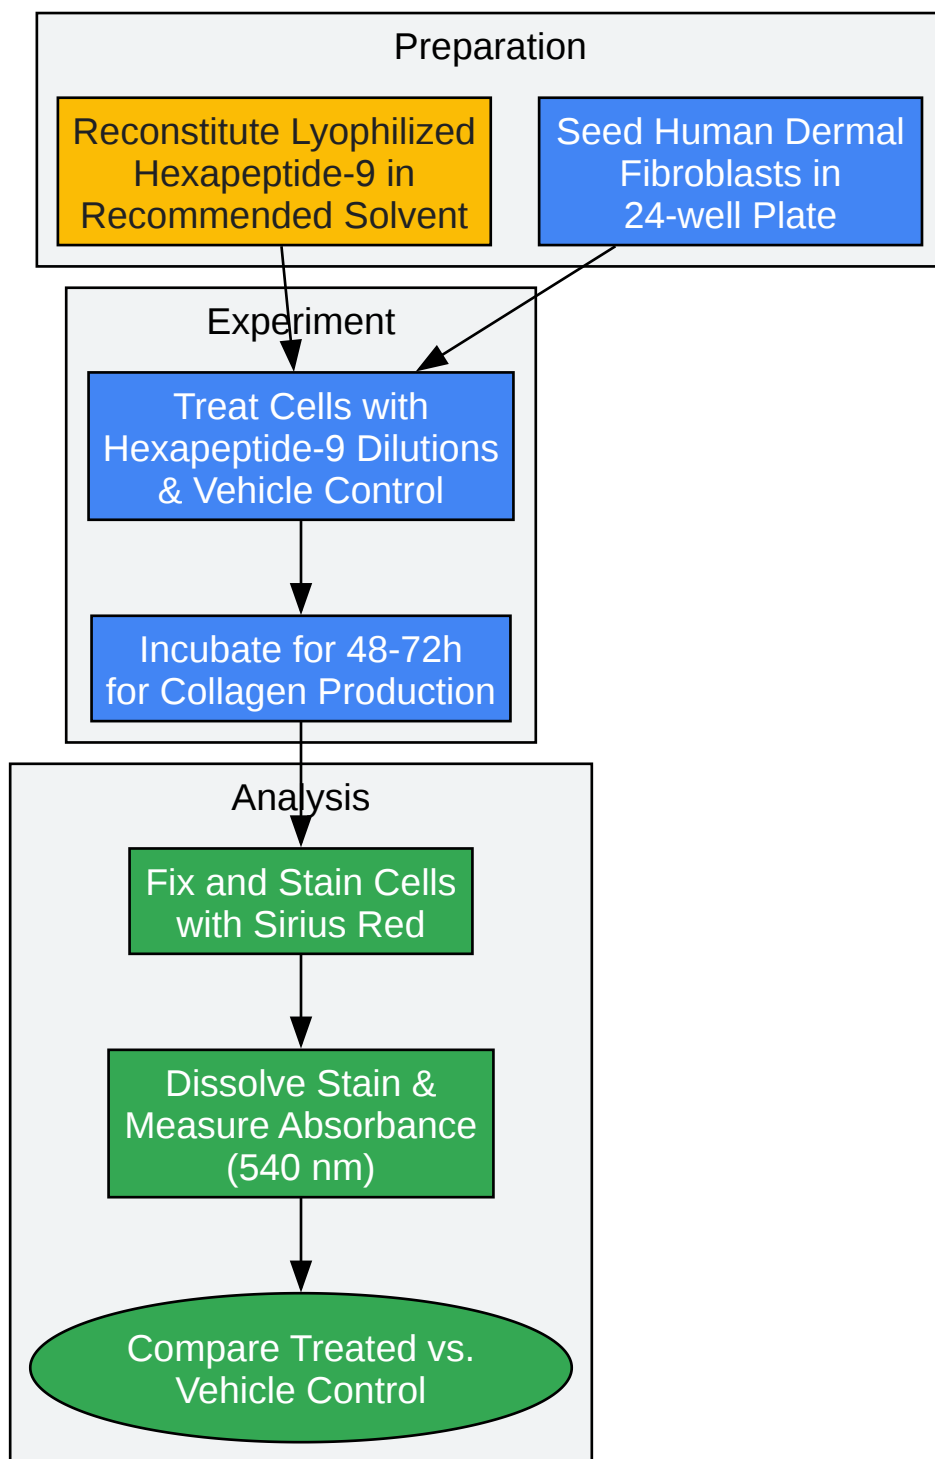 Preparation
Reconstitute Lyophilized
Hexapeptide-9 in
Recommended Solvent
Seed Human Dermal
Fibroblasts in
24-well Plate
Experiment
Treat Cells with
Hexapeptide-9 Dilutions
& Vehicle Control
Incubate for 48-72h
for Collagen Production
Analysis
Fix and Stain Cells
with Sirius Red
Dissolve Stain &
Measure Absorbance
(540 nm)
Compare Treated vs.
Vehicle Control